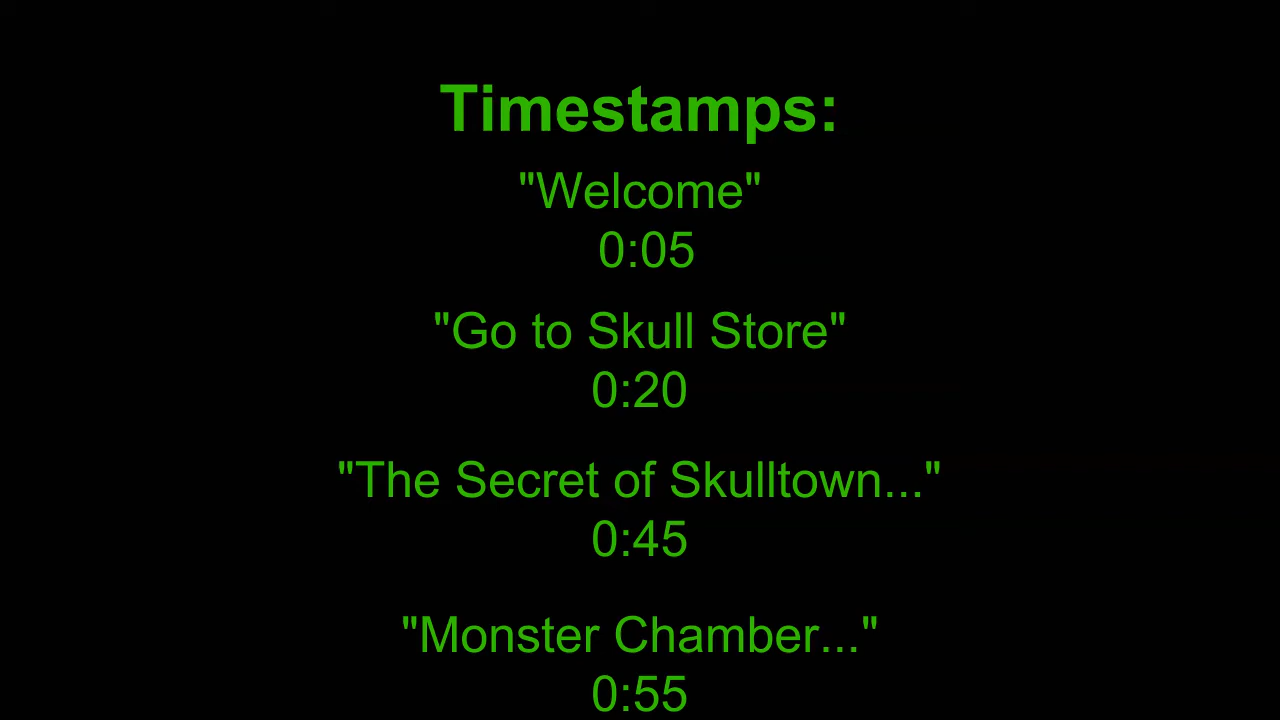 Timestamps:
"Welcome"
0:05
"Go to Skull Store"
0:20
"The Secret of Skulltown..."
0:45
"Monster Chamber..."
0:55